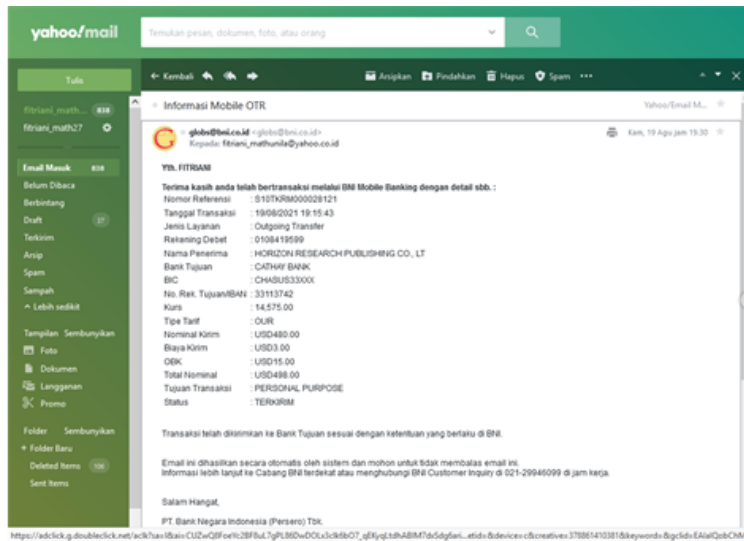 yahoo!mail
Temukan pesan, dokumen, foto, atau orang
Tulis
Kembali
Arsipkan
Pindahkan
Hapus
Spam
fitriani_math... 838
fitriani_math27
Informasi Mobile OTR
Yahoo/Email M...
globs@bni.co.id <globs@bni.co.id>
Kepada: fitriani_mathunila@yahoo.co.id
Kam, 19 Agu jam 19.30
Email Masuk 838
Belum Dibaca
Berbintang
Draft 37
Terkirim
Arsip
Spam
Sampah
Lebih sedikit
Tampilan Sembunyikan
Foto
Dokumen
Langganan
Promo
Folder Sembunyikan
+ Folder Baru
Deleted Items 106
Sent Items
Yth. FITRIANI
Terima kasih anda telah bertransaksi melalui BNI Mobile Banking dengan detail sbb. :
Nomor Referensi : S10TKRM000028121
Tanggal Transaksi : 19/08/2021 19:15:43
Jenis Layanan : Outgoing Transfer
Rekening Debet : 0108419599
Nama Penerima : HORIZON RESEARCH PUBLISHING CO., LT
Bank Tujuan : CATHAY BANK
BIC : CHASUS33XXX
No. Rek. Tujuan/IBAN : 33113742
Kurs : 14,575.00
Tipe Tarif : OUR
Nominal Kirim : USD480.00
Biaya Kirim : USD3.00
OBK : USD15.00
Total Nominal : USD498.00
Tujuan Transaksi : PERSONAL PURPOSE
Status : TERKIRIM
Transaksi telah dikirimkan ke Bank Tujuan sesuai dengan ketentuan yang berlaku di BNI.
Email ini dihasilkan secara otomatis oleh sistem dan mohon untuk tidak membalas email ini.
Informasi lebih lanjut ke Cabang BNI terdekat atau menghubungi BNI Customer Inquiry di 021-29946099 di jam kerja.
Salam Hangat,
PT. Bank Negara Indonesia (Persero) Tbk.